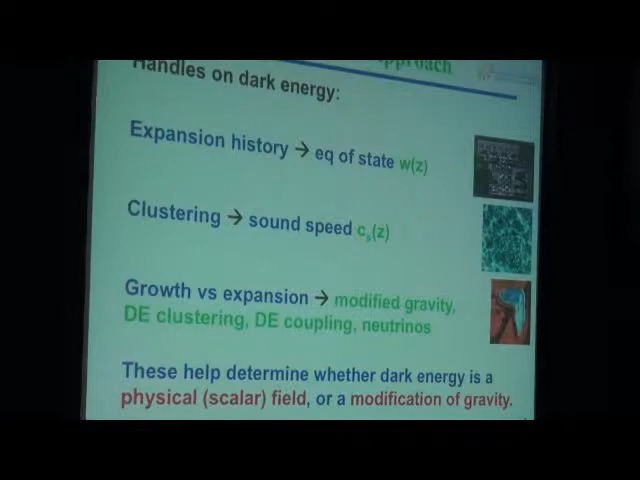 approach
Handles on dark energy:
Expansion history → eq of state w(z)
Clustering → sound speed cs(z)
Growth vs expansion → modified gravity,
DE clustering, DE coupling, neutrinos
These help determine whether dark energy is a
physical (scalar) field, or a modification of gravity.